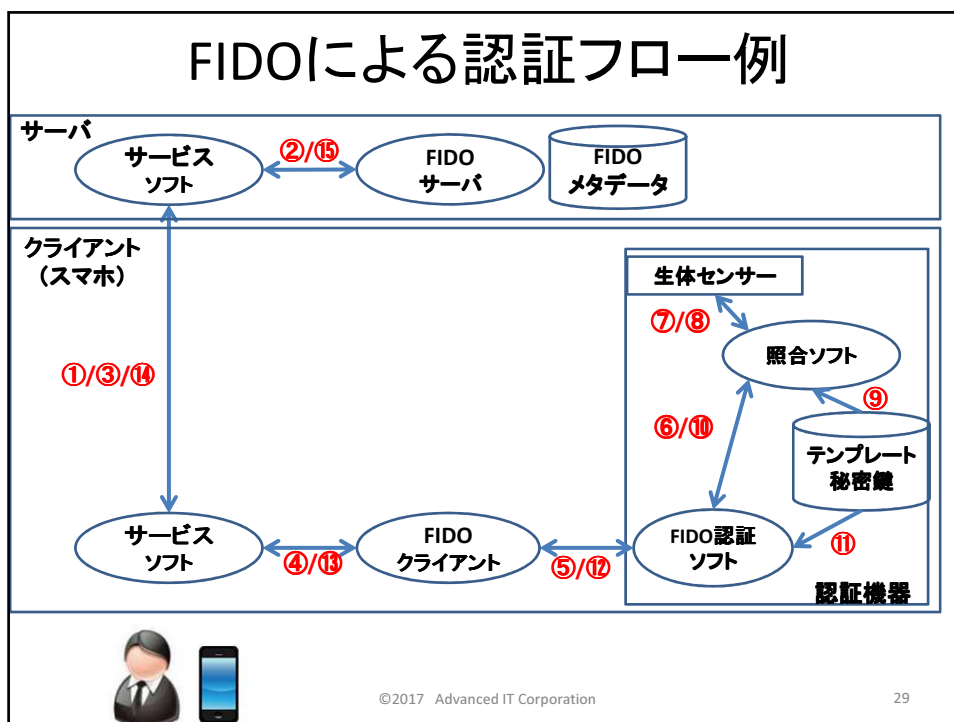 FIDOによる認証フロー例
サーバ
サービス
ソフト
②/⑮
FIDO
サーバ
FIDO
メタデータ
クライアント
（スマホ）
生体センサー
⑦/⑧
照合ソフト
①/③/⑭
⑨
⑥/⑩
テンプレート
秘密鍵
サービス
ソフト
④/⑬
FIDO
クライアント
⑤/⑫
FIDO認証
ソフト
⑪
認証機器
©2017 Advanced IT Corporation
29